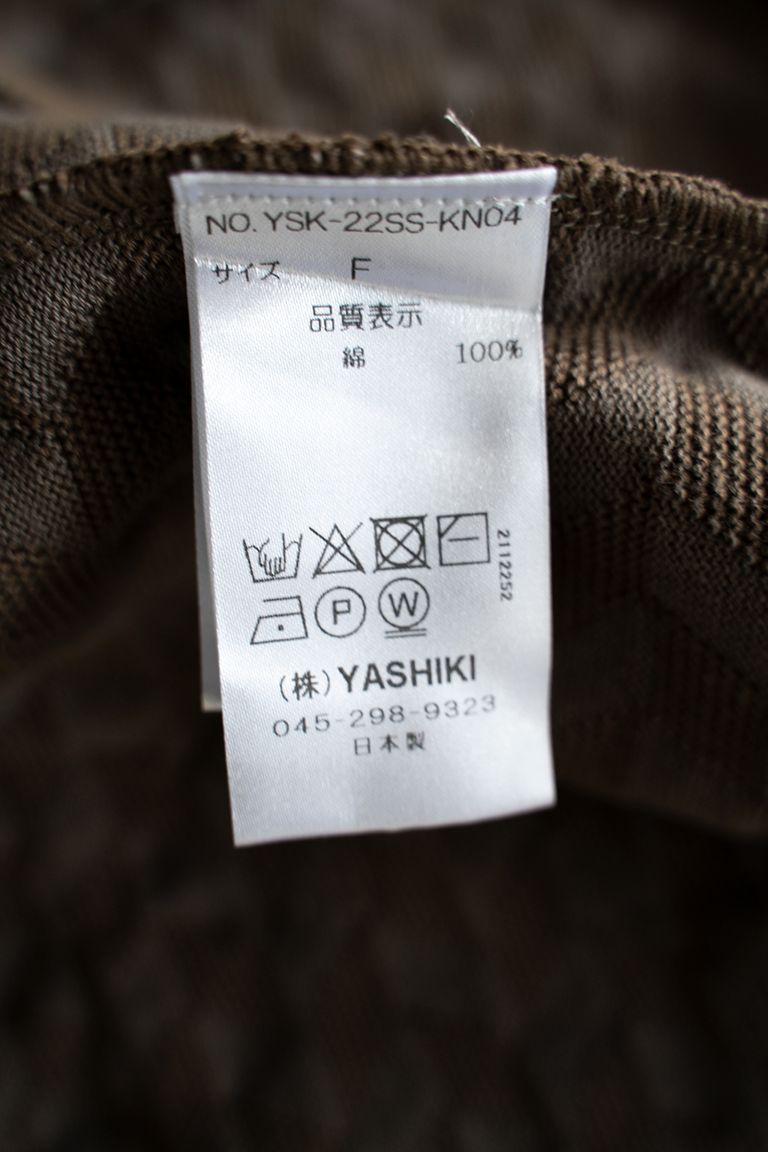 NO. YSK-22SS-KN04
サイズ F
品質表示
綿 100%
2112252
P W
(株) YASHIKI
045-298-9323
日本製